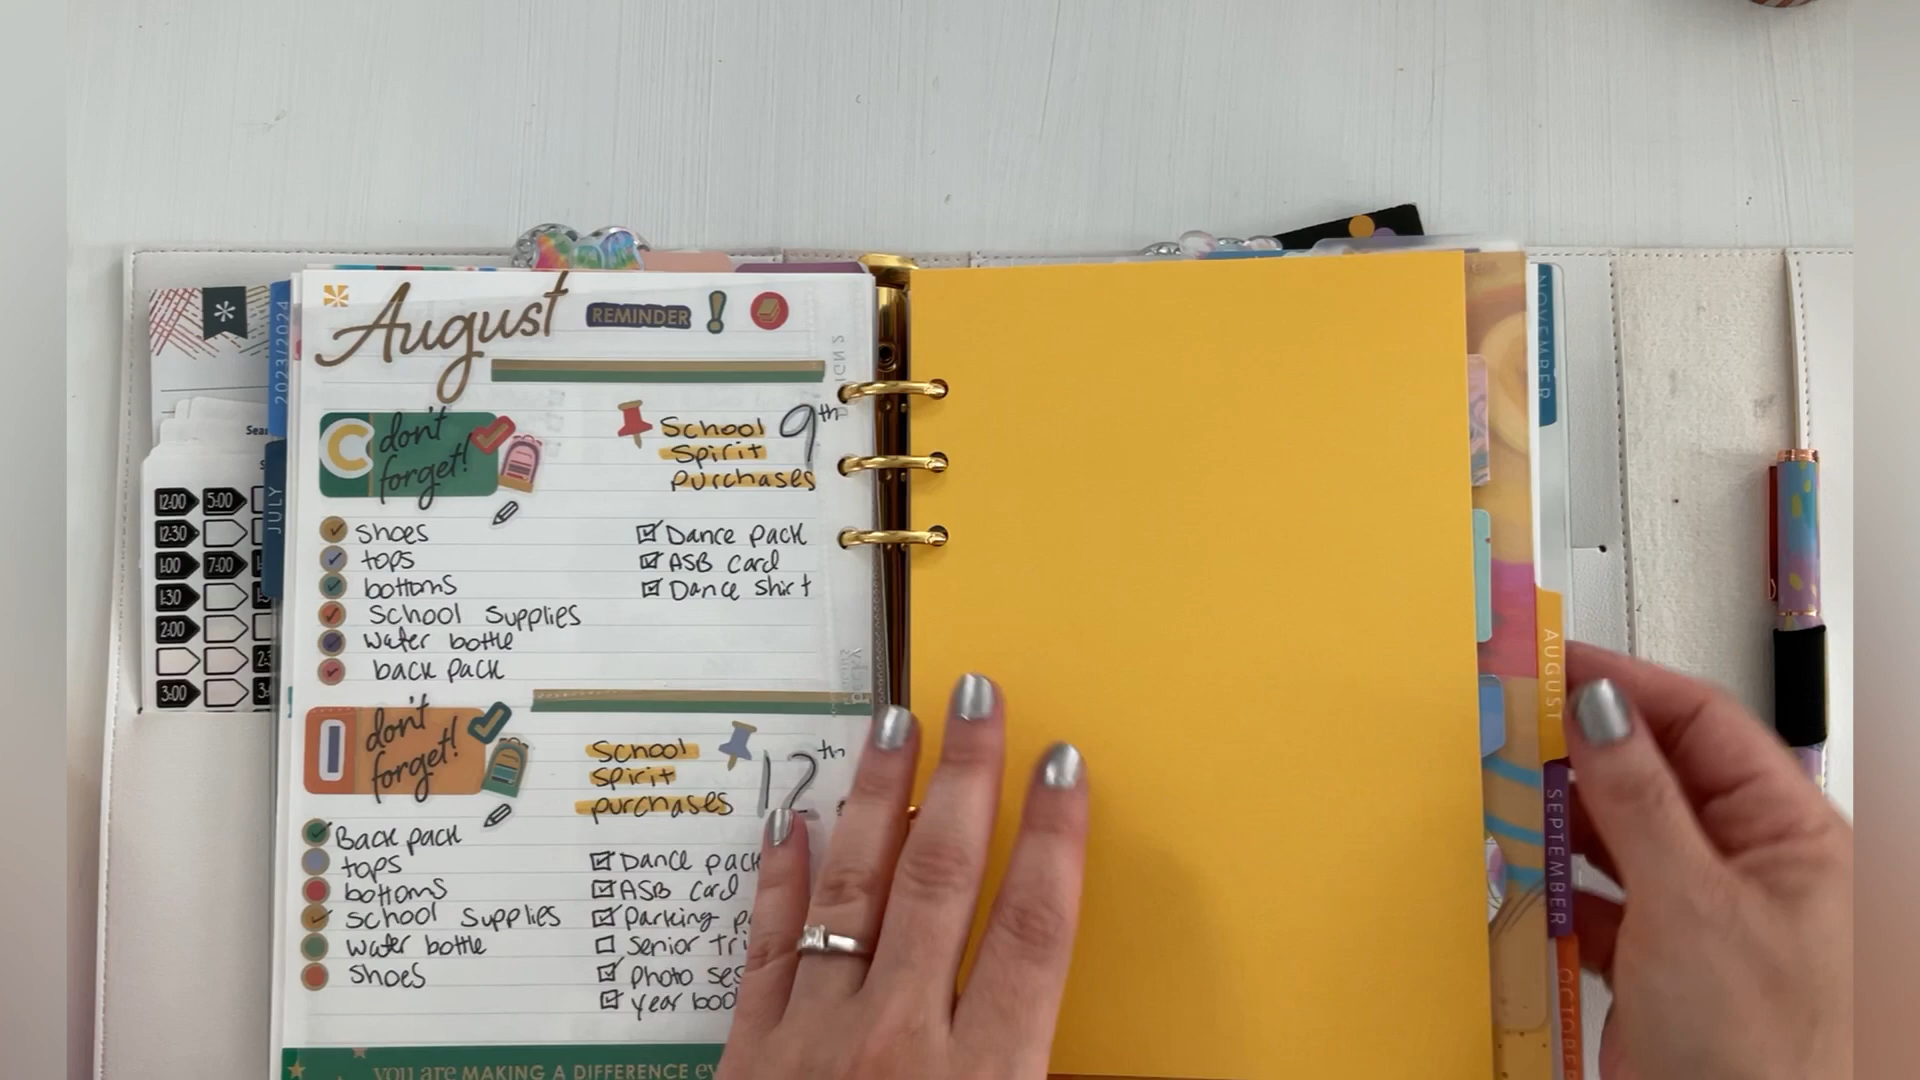 August REMINDER !
C don't forget!
School 9th
Spirit
purchases
shoes
tops
bottoms
School Supplies
water bottle
back pack
Dance pack
ASB card
Dance shirt
I don't forget!
School 12th
spirit
purchases
Back pack
tops
bottoms
school supplies
water bottle
shoes
Dance pack
ASB card
Parking
senior
photo
year
you are MAKING A DIFFERENCE
2023/2024
JULY
12:00 5:00
12:30
1:00 7:00
1:30
2:00
3:00
NOVEMBER
AUGUST
SEPTEMBER
OCTOBER